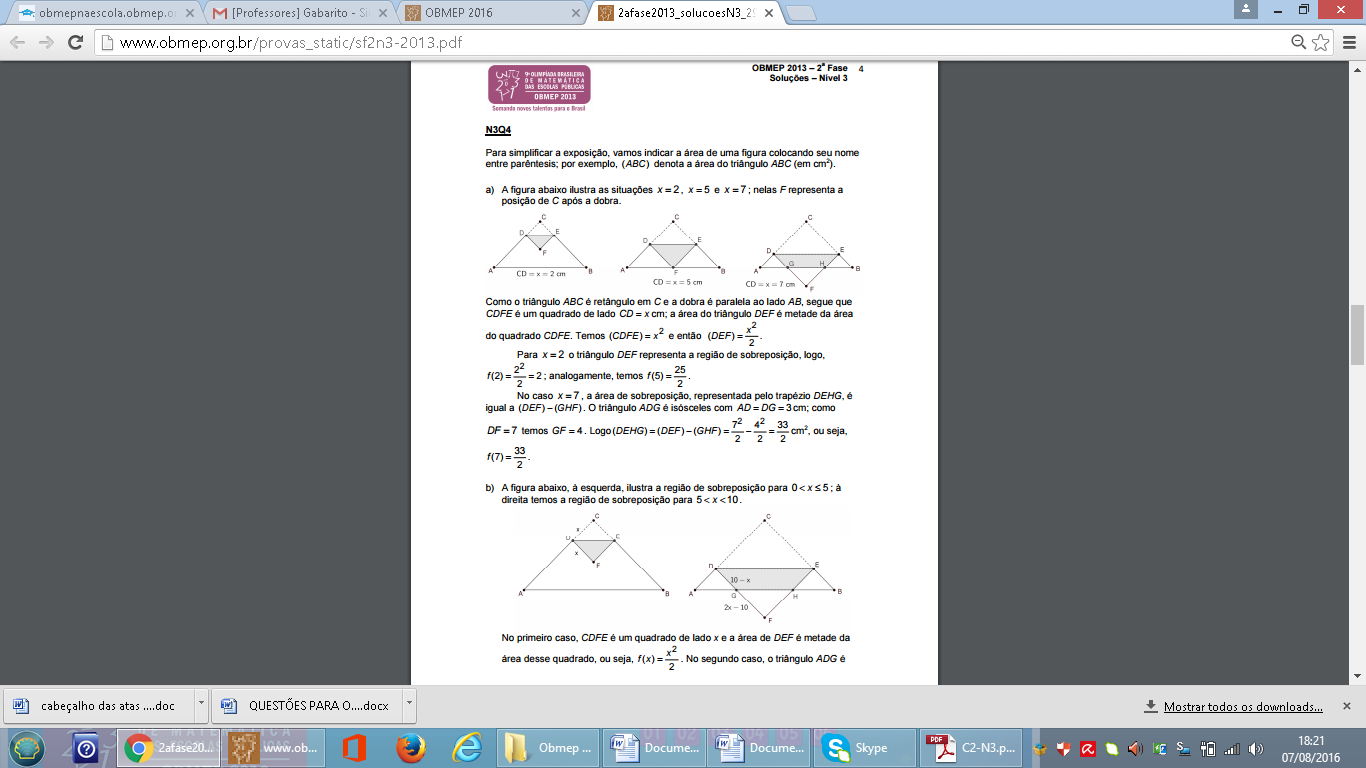 obmepnaescola.obmep.or
[Professores] Gabarito - Si
OBMEP 2016
2afase2013_solucoesN3_29
www.obmep.org.br/provas_static/sf2n3-2013.pdf
9ª OLIMPÍADA BRASILEIRA
DE MATEMÁTICA
DAS ESCOLAS PÚBLICAS
OBMEP 2013
Somando novos talentos para o Brasil
OBMEP 2013 – 2ª Fase 4
Soluções – Nível 3
N3Q4
Para simplificar a exposição, vamos indicar a área de uma figura colocando seu nome
entre parêntesis; por exemplo, (ABC) denota a área do triângulo ABC (em cm²).
a) A figura abaixo ilustra as situações x = 2, x = 5 e x = 7; nelas F representa a
posição de C após a dobra.
C D E F A B
CD = x = 2 cm
C D E A F B
CD = x = 5 cm
C D E A G H B F
CD = x = 7 cm
Como o triângulo ABC é retângulo em C e a dobra é paralela ao lado AB, segue que
CDFE é um quadrado de lado CD = x cm; a área do triângulo DEF é metade da área
do quadrado CDFE. Temos (CDFE) = x² e então (DEF) = x²/2.
Para x = 2 o triângulo DEF representa a região de sobreposição, logo,
f(2) = 2²/2 = 2; analogamente, temos f(5) = 25/2.
No caso x = 7, a área de sobreposição, representada pelo trapézio DEHG, é
igual a (DEF) – (GHF). O triângulo ADG é isósceles com AD = DG = 3 cm; como
DF = 7 temos GF = 4. Logo (DEHG) = (DEF) – (GHF) = 7²/2 – 4²/2 = 33/2 cm², ou seja,
f(7) = 33/2.
b) A figura abaixo, à esquerda, ilustra a região de sobreposição para 0 < x ≤ 5; à
direita temos a região de sobreposição para 5 < x < 10.
C x D E x F A B
C D E 10 – x A G H B 2x – 10 F
No primeiro caso, CDFE é um quadrado de lado x e a área de DEF é metade da
área desse quadrado, ou seja, f(x) = x²/2. No segundo caso, o triângulo ADG é
cabeçalho das atas ....doc
QUESTÕES PARA O....docx
Mostrar todos os downloads...
2afase20...
www.ob...
Obmep ...
Docume...
Docume...
Skype
C2-N3.p...
18:21
07/08/2016